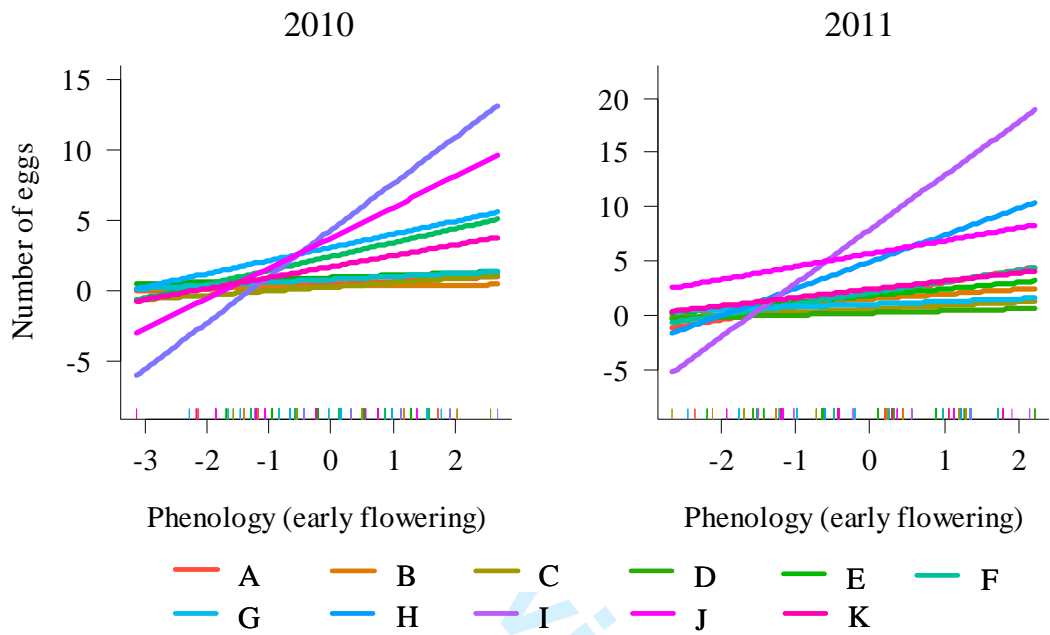 2010 2011
15
10
5
0
-5
20
15
10
5
0
-5
Number of eggs
-3 -2 -1 0 1 2
-2 -1 0 1 2
Phenology (early flowering) Phenology (early flowering)
A B C D E F
G H I J K